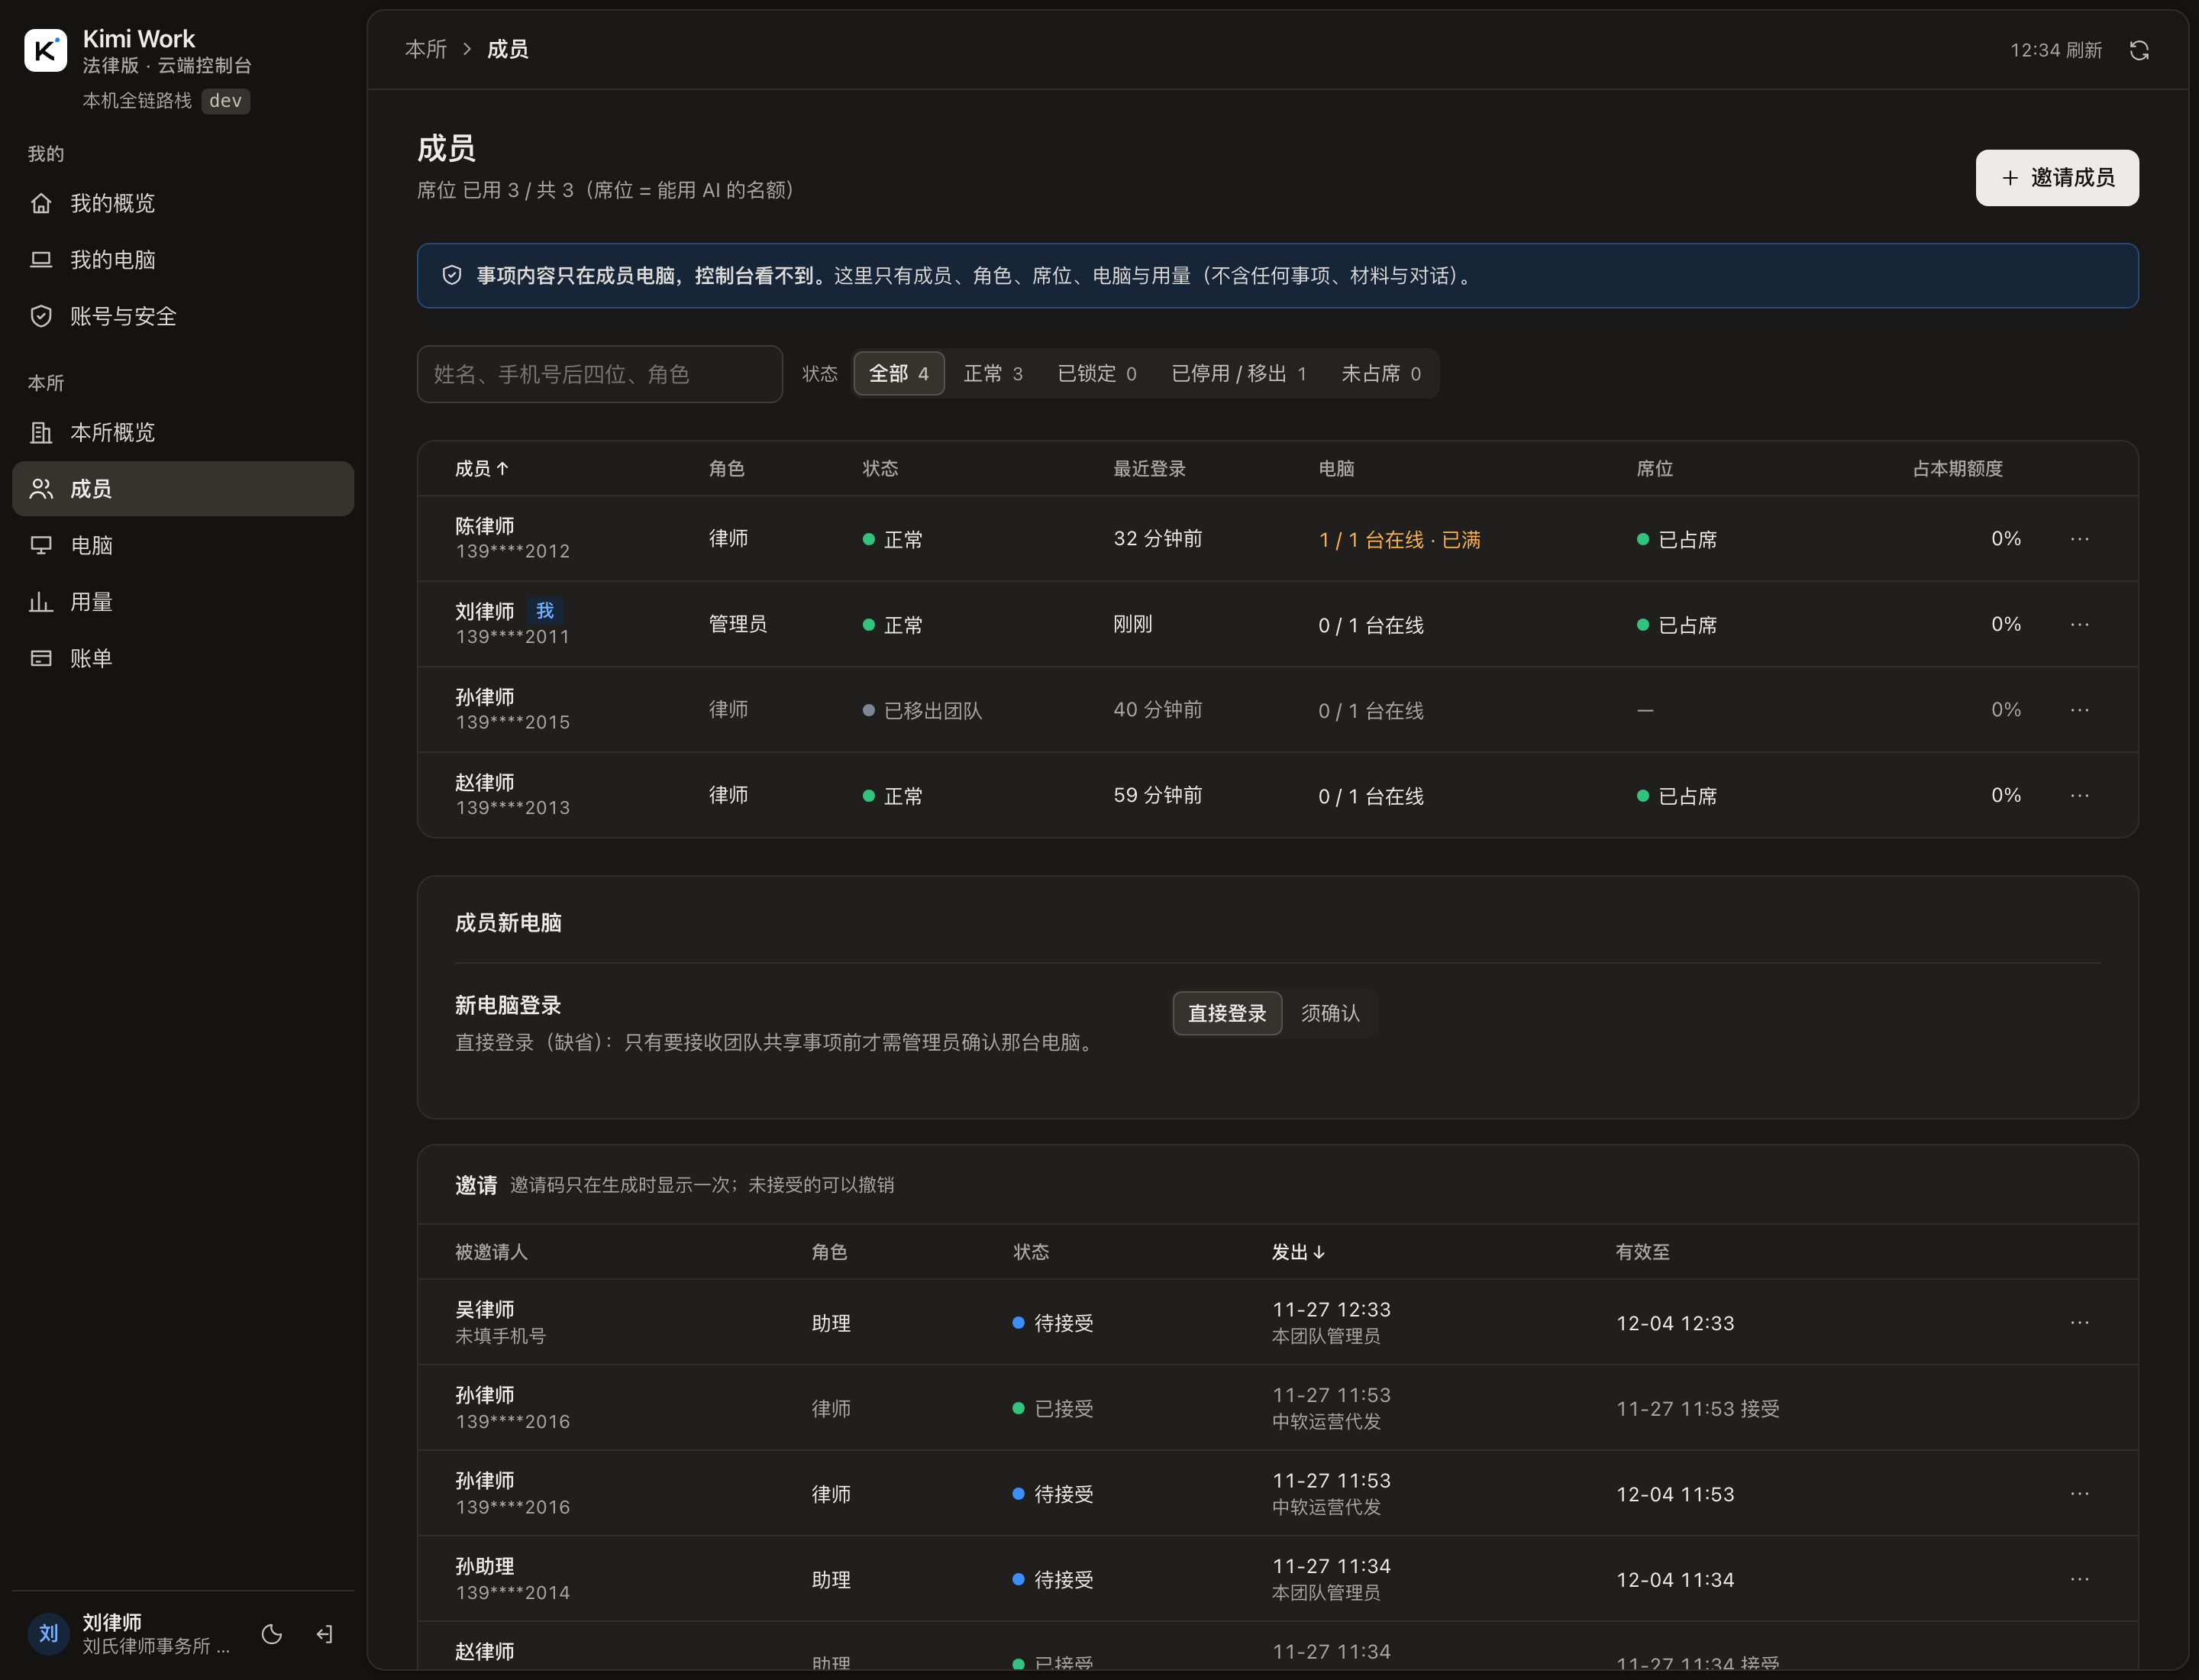 Kimi Work
法律版 · 云端控制台
本机全链路栈 dev
我的
我的概览
我的电脑
账号与安全
本所
本所概览
成员
电脑
用量
账单
刘
刘律师
刘氏律师事务所 ...
本所 > 成员
12:34 刷新
成员
席位 已用 3 / 共 3（席位 = 能用 AI 的名额）
+ 邀请成员
事项内容只在成员电脑，控制台看不到。这里只有成员、角色、席位、电脑与用量（不含任何事项、材料与对话）。
姓名、手机号后四位、角色 状态 全部 4 正常 3 已锁定 0 已停用 / 移出 1 未占席 0
成员 ↑ 角色 状态 最近登录 电脑 席位 占本期额度
陈律师
139****2012
律师 正常 32 分钟前 1 / 1 台在线 · 已满 已占席 0% ···
刘律师 我
139****2011
管理员 正常 刚刚 0 / 1 台在线 已占席 0% ···
孙律师
139****2015
律师 已移出团队 40 分钟前 0 / 1 台在线 — 0% ···
赵律师
139****2013
律师 正常 59 分钟前 0 / 1 台在线 已占席 0% ···
成员新电脑
新电脑登录
直接登录（缺省）：只有要接收团队共享事项前才需管理员确认那台电脑。
直接登录 须确认
邀请 邀请码只在生成时显示一次；未接受的可以撤销
被邀请人 角色 状态 发出 ↓ 有效至
吴律师
未填手机号
助理 待接受
11-27 12:33
本团队管理员
12-04 12:33 ···
孙律师
139****2016
律师 已接受
11-27 11:53
中软运营代发
11-27 11:53 接受
孙律师
139****2016
律师 待接受
11-27 11:53
中软运营代发
12-04 11:53 ···
孙助理
139****2014
助理 待接受
11-27 11:34
本团队管理员
12-04 11:34 ···
赵律师
助理 已接受
11-27 11:34
11-27 11:34 接受